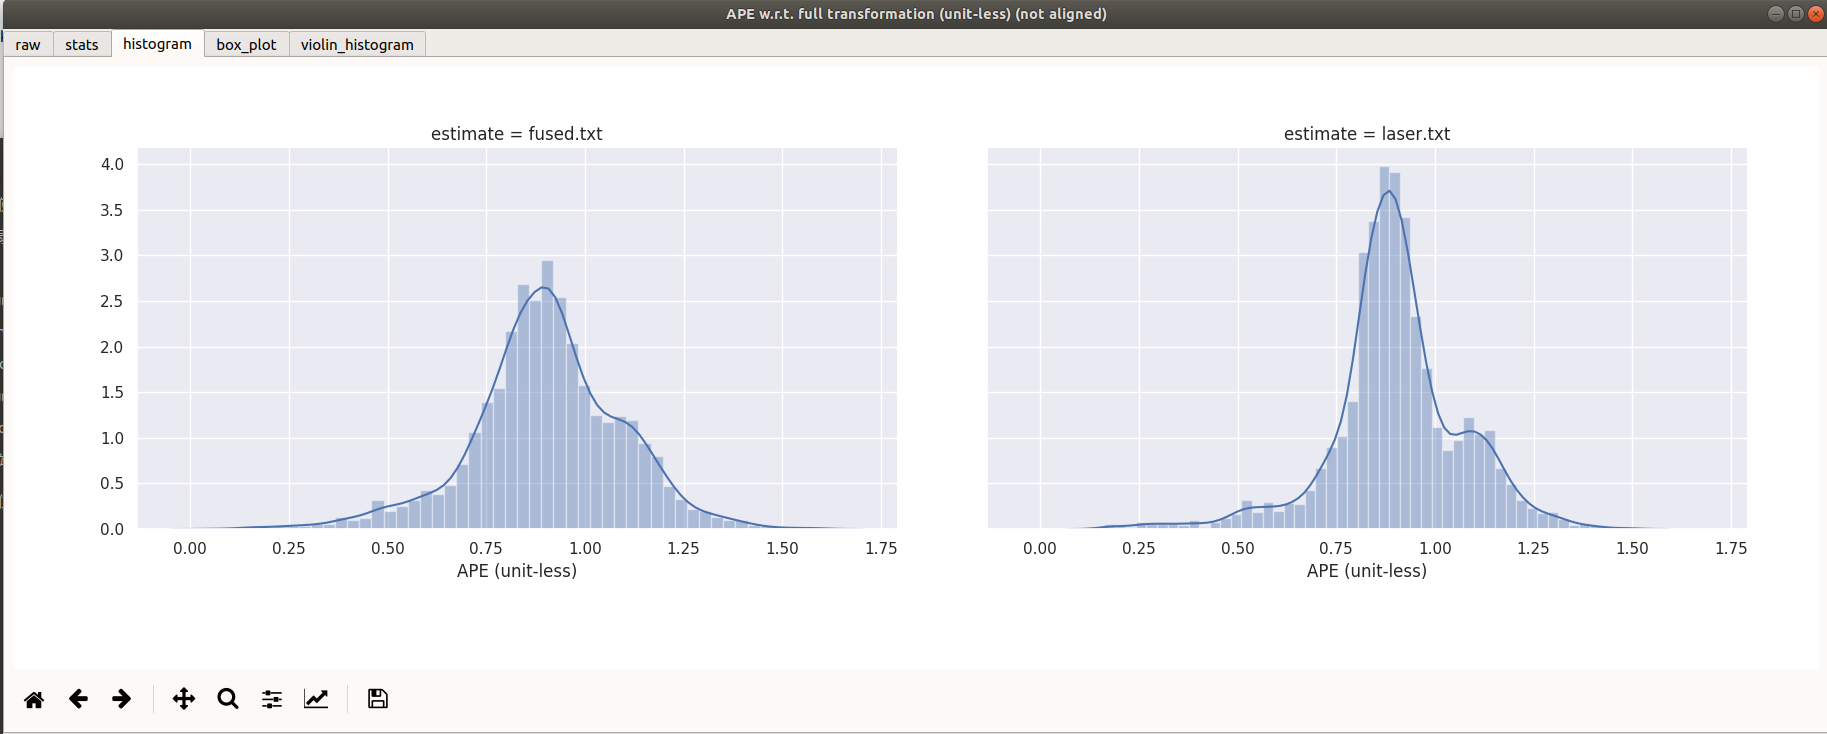 APE w.r.t. full transformation (unit-less) (not aligned)
raw stats histogram box_plot violin_histogram
estimate = fused.txt
4.0
3.5
3.0
2.5
2.0
1.5
1.0
0.5
0.0
0.00 0.25 0.50 0.75 1.00 1.25 1.50 1.75
APE (unit-less)
estimate = laser.txt
0.00 0.25 0.50 0.75 1.00 1.25 1.50 1.75
APE (unit-less)